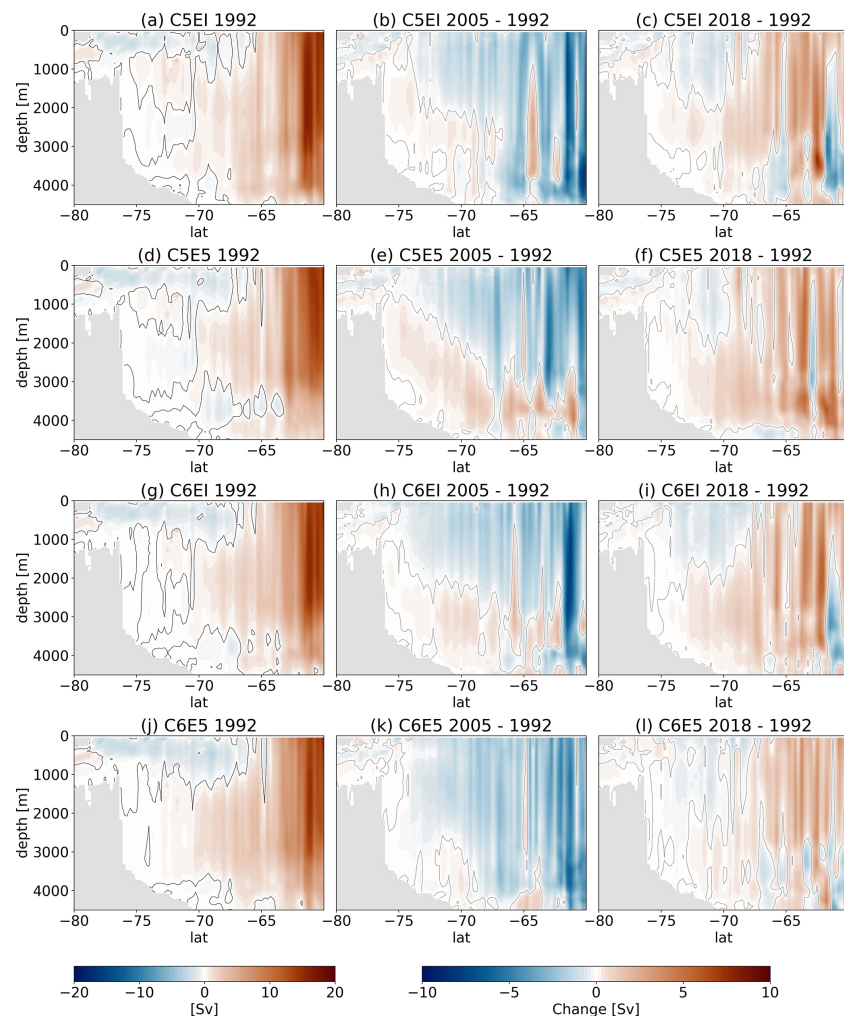 (a) C5EI 1992 (b) C5EI 2005 - 1992 (c) C5EI 2018 - 1992
0
1000
2000
3000
4000
depth [m]
−80 −75 −70 −65 −80 −75 −70 −65 −80 −75 −70 −65
lat lat lat
(d) C5E5 1992 (e) C5E5 2005 - 1992 (f) C5E5 2018 - 1992
0
1000
2000
3000
4000
depth [m]
−80 −75 −70 −65 −80 −75 −70 −65 −80 −75 −70 −65
lat lat lat
(g) C6EI 1992 (h) C6EI 2005 - 1992 (i) C6EI 2018 - 1992
0
1000
2000
3000
4000
depth [m]
−80 −75 −70 −65 −80 −75 −70 −65 −80 −75 −70 −65
lat lat lat
(j) C6E5 1992 (k) C6E5 2005 - 1992 (l) C6E5 2018 - 1992
0
1000
2000
3000
4000
depth [m]
−80 −75 −70 −65 −80 −75 −70 −65 −80 −75 −70 −65
lat lat lat
−20 −10 0 10 20 −10 −5 0 5 10
[Sv] Change [Sv]